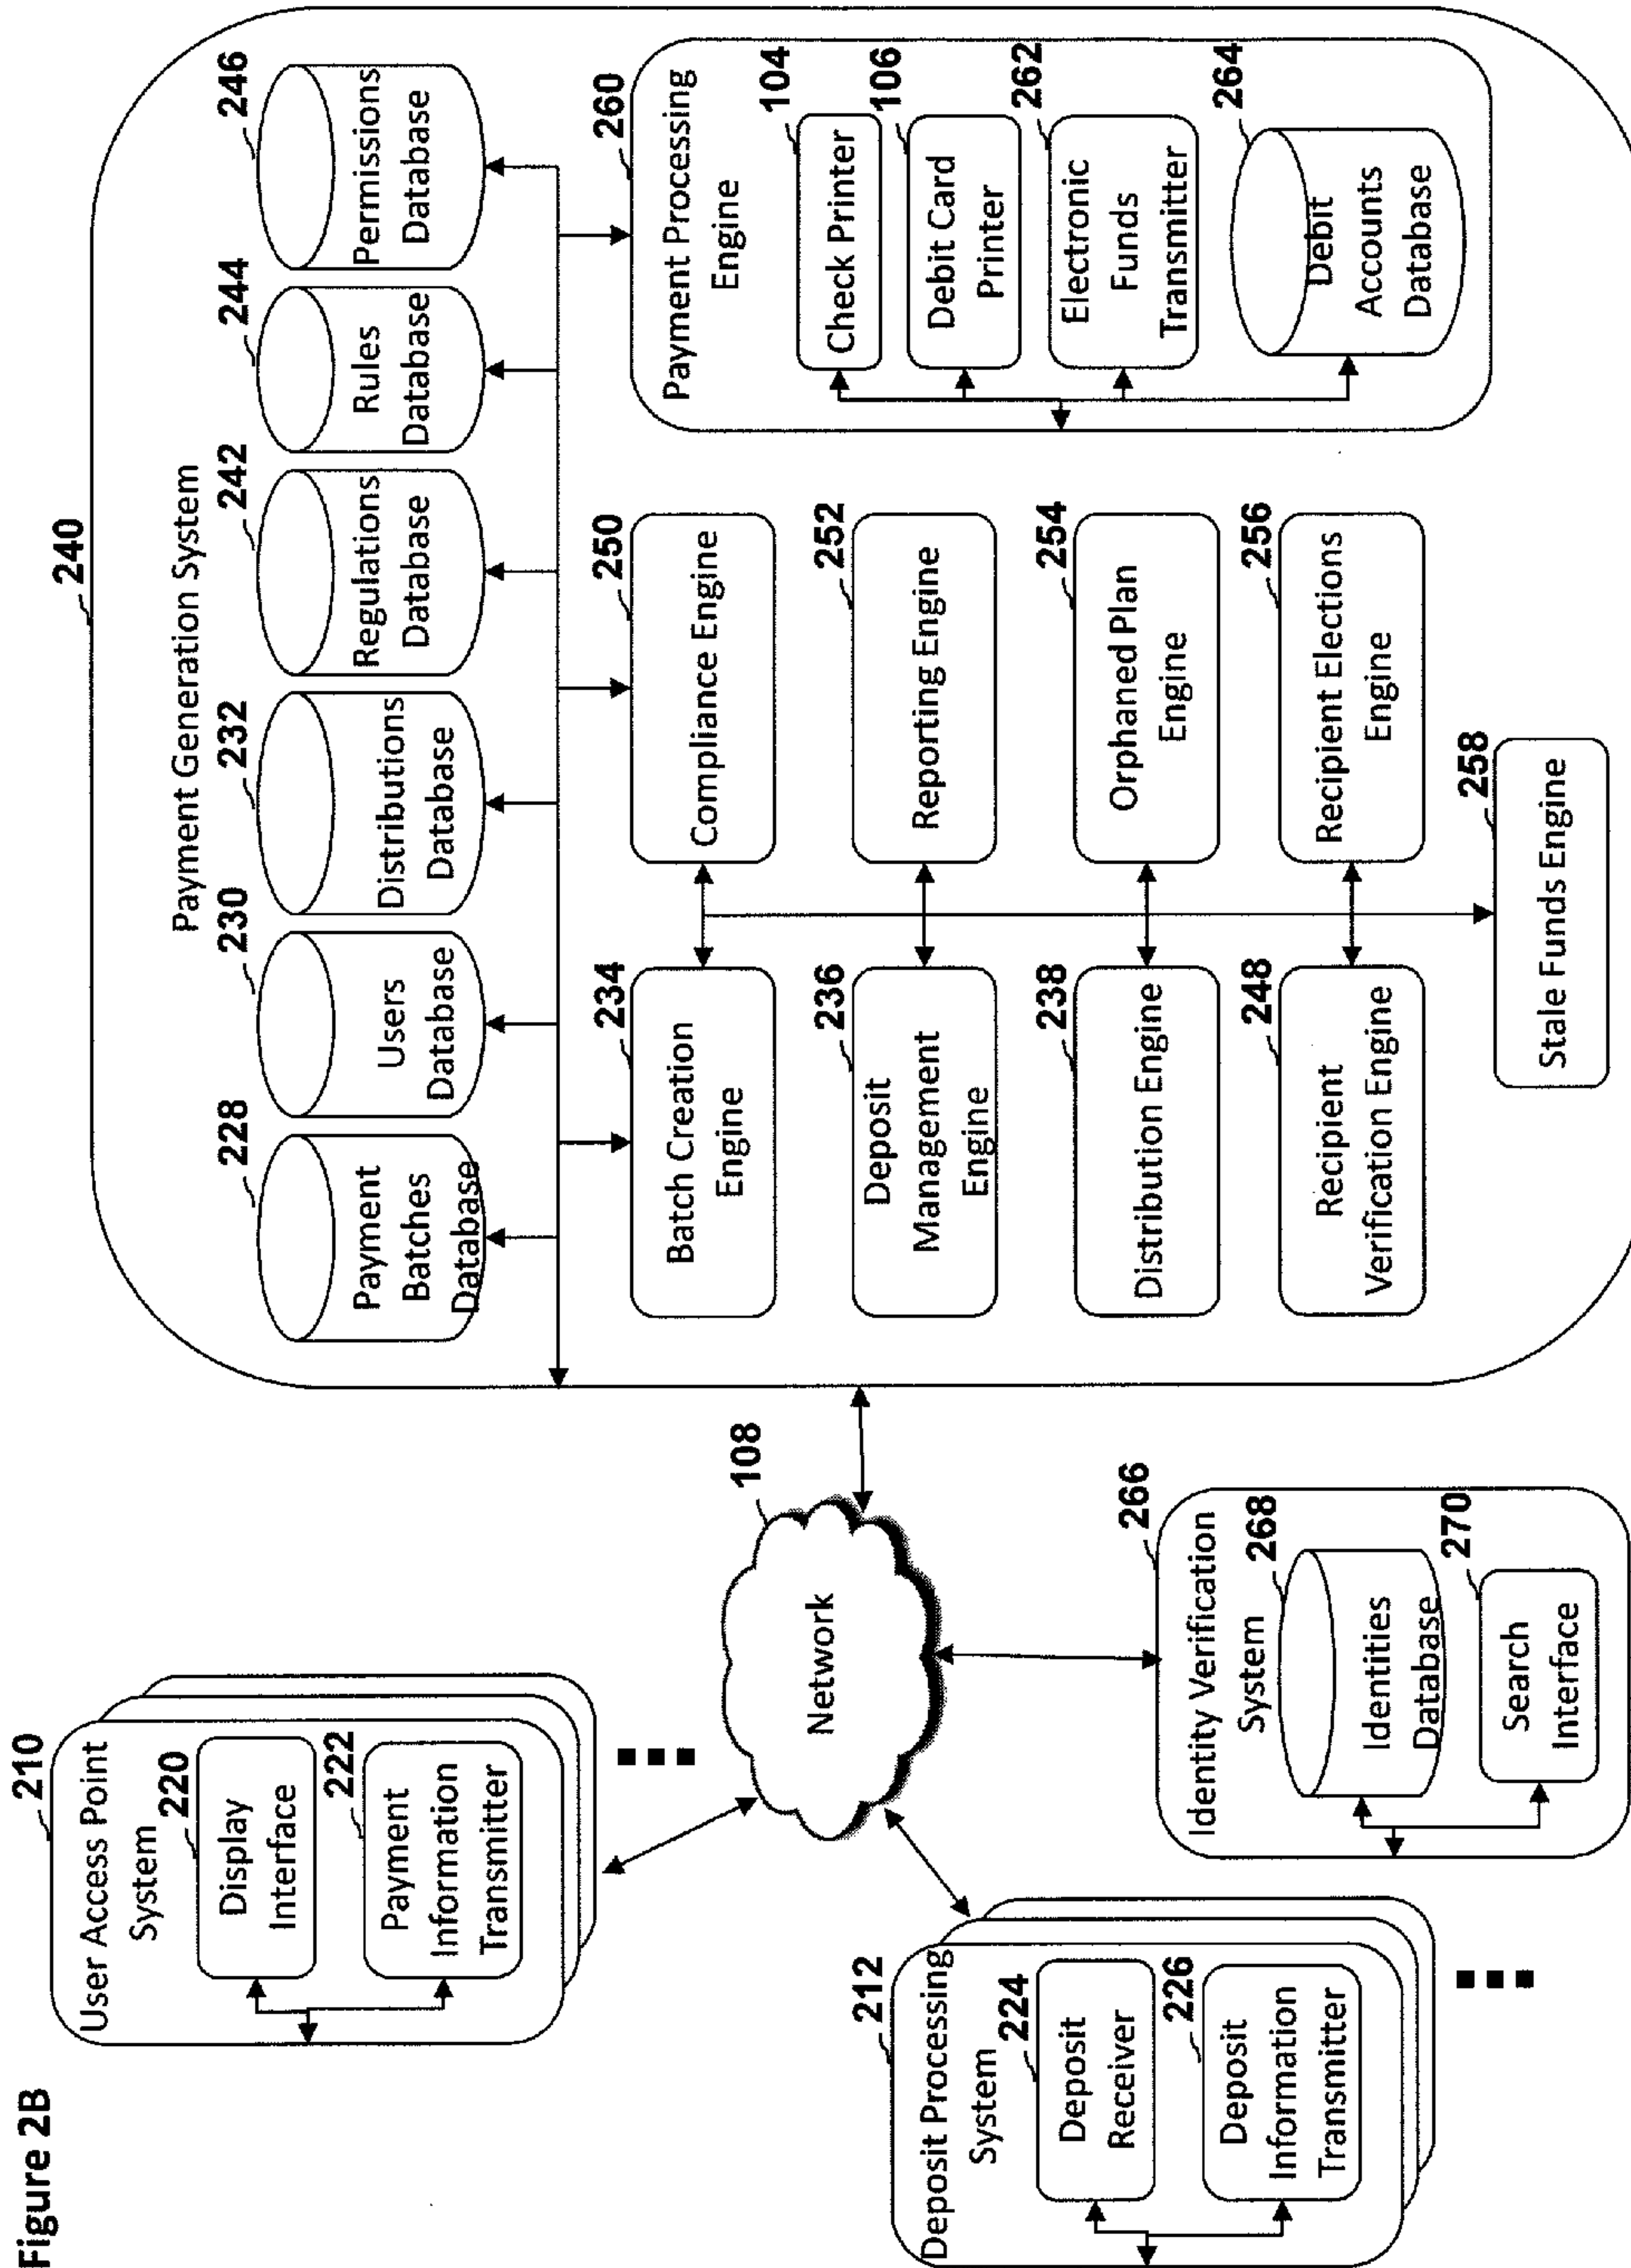 Figure 2B
210
User Access Point
System
220
Display
Interface
222
Payment
Information
Transmitter
212
Deposit Processing
System
224
Deposit
Receiver
226
Deposit
Information
Transmitter
108
Network
266
Identity Verification
System
268
Identities
Database
270
Search
Interface
240
Payment Generation System
228
Payment
Batches
Database
230
Users
Database
232
Distributions
Database
242
Regulations
Database
244
Rules
Database
246
Permissions
Database
234
Batch Creation
Engine
236
Deposit
Management
Engine
238
Distribution Engine
248
Recipient
Verification Engine
250
Compliance Engine
252
Reporting Engine
254
Orphaned Plan
Engine
256
Recipient Elections
Engine
258
Stale Funds Engine
260
Payment Processing
Engine
104
Check Printer
106
Debit Card
Printer
262
Electronic
Funds
Transmitter
264
Debit
Accounts
Database